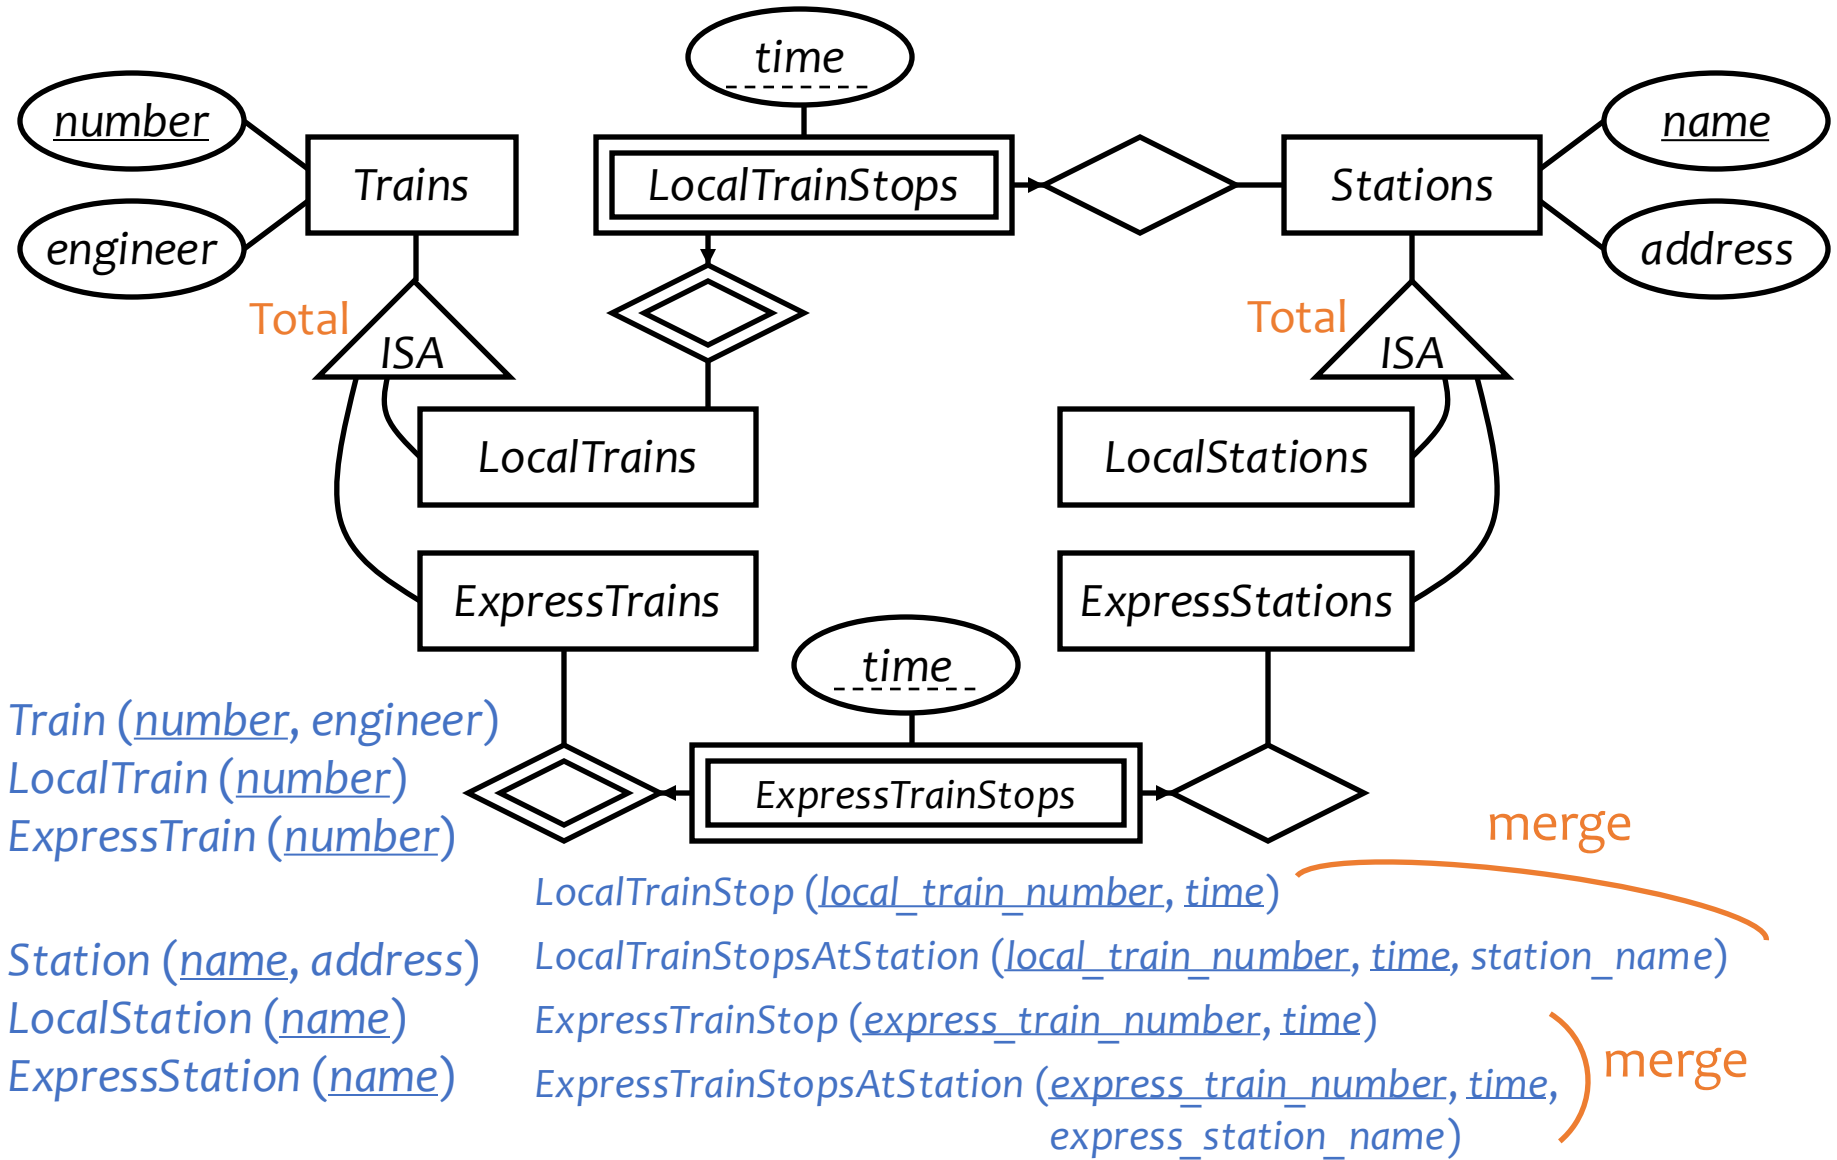 time
number
name
Trains
LocalTrainStops
Stations
engineer
address
Total
ISA
Total
ISA
LocalTrains
LocalStations
ExpressTrains
ExpressStations
time
ExpressTrainStops
Train (number, engineer)
LocalTrain (number)
ExpressTrain (number)
Station (name, address)
LocalStation (name)
ExpressStation (name)
merge
LocalTrainStop (local_train_number, time)
LocalTrainStopsAtStation (local_train_number, time, station_name)
ExpressTrainStop (express_train_number, time)
ExpressTrainStopsAtStation (express_train_number, time,
express_station_name)
merge